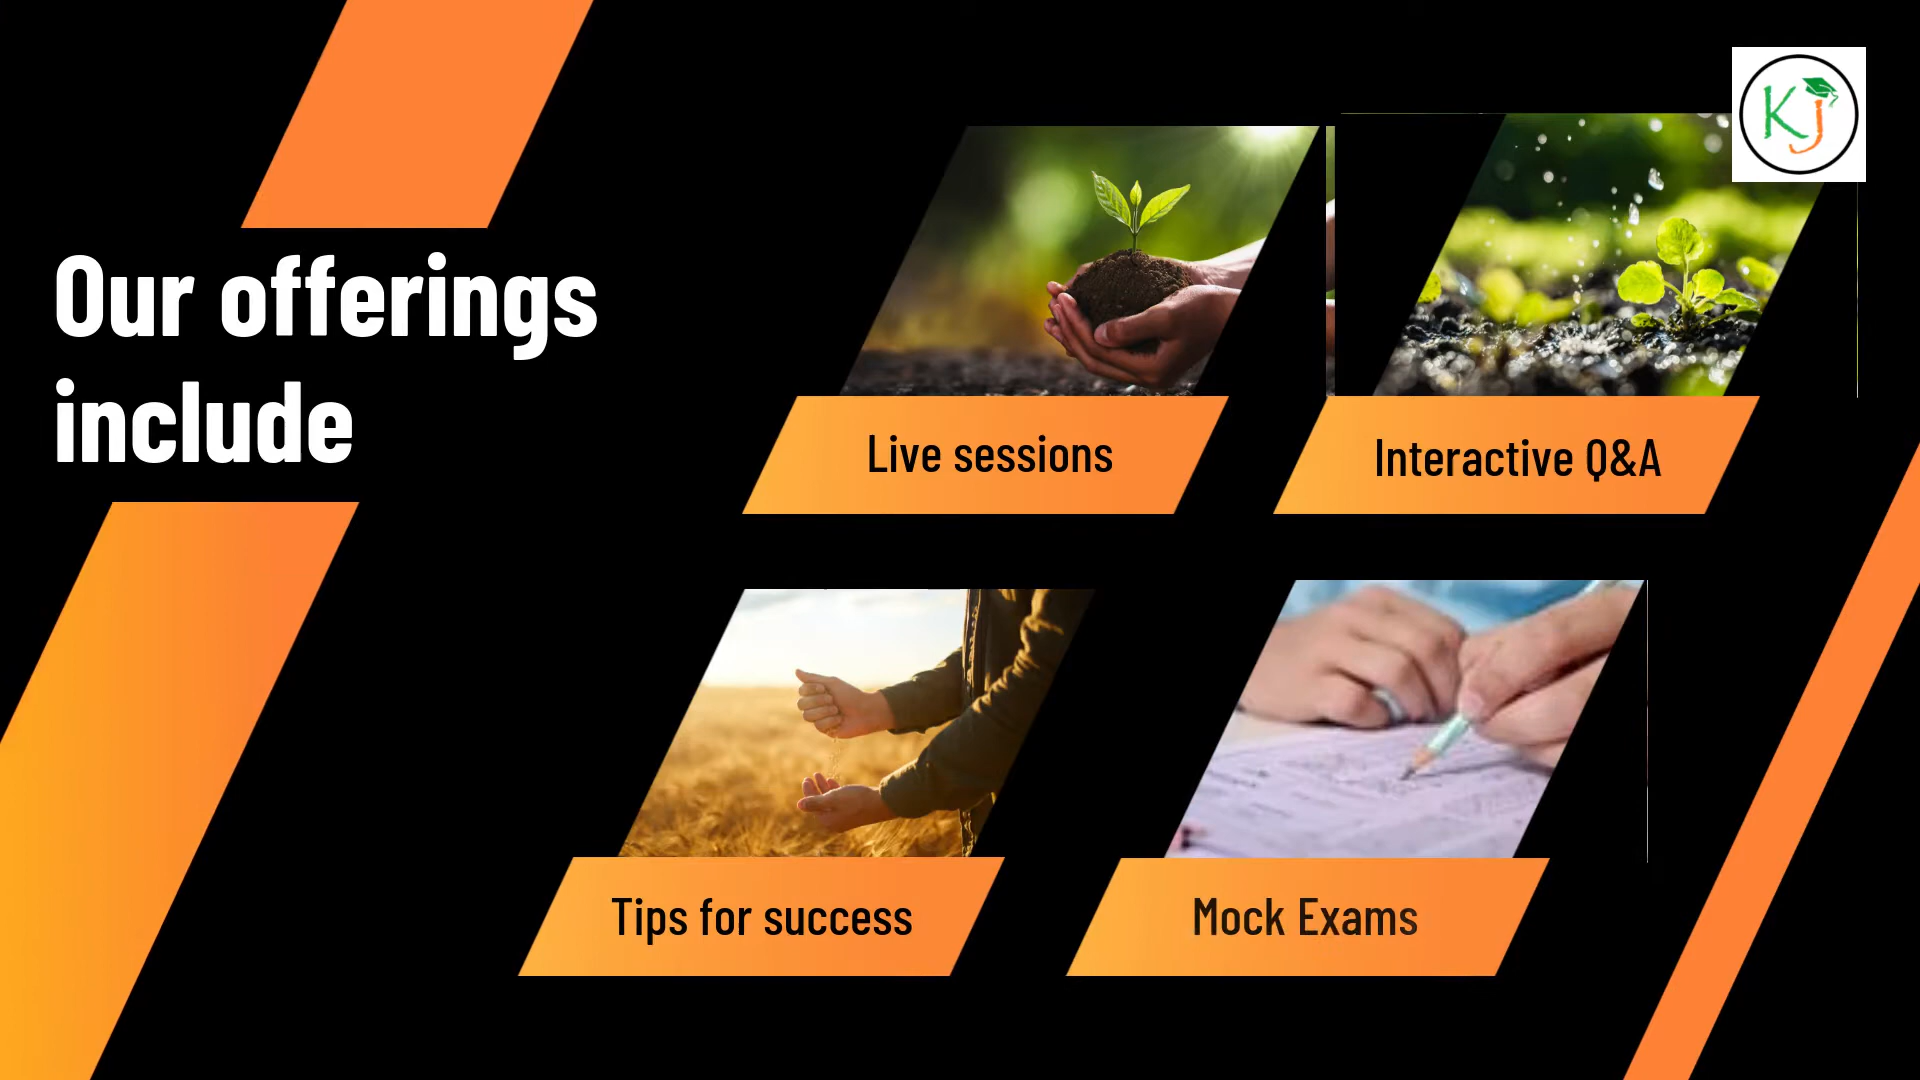 KJ
Our offerings
include
Live sessions
Interactive Q&A
Tips for success
Mock Exams